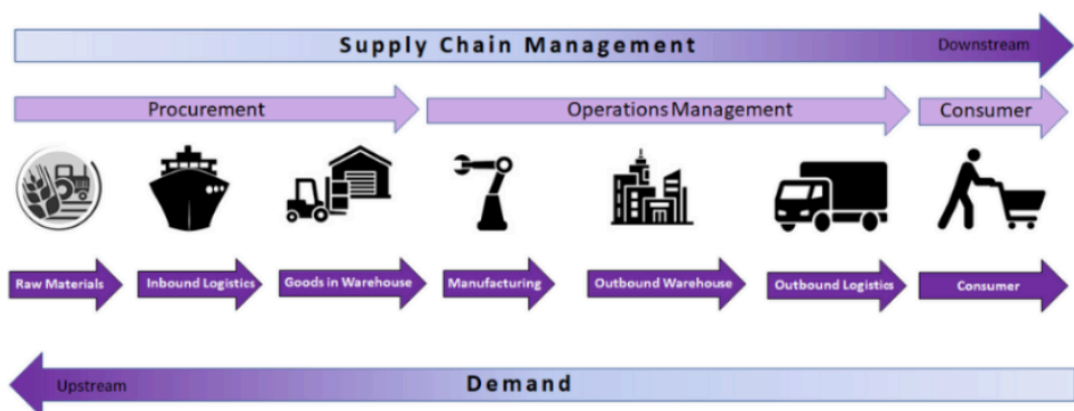 Supply Chain Management
Downstream
Procurement
Operations Management
Consumer
Raw Materials
Inbound Logistics
Goods in Warehouse
Manufacturing
Outbound Warehouse
Outbound Logistics
Consumer
Upstream
Demand